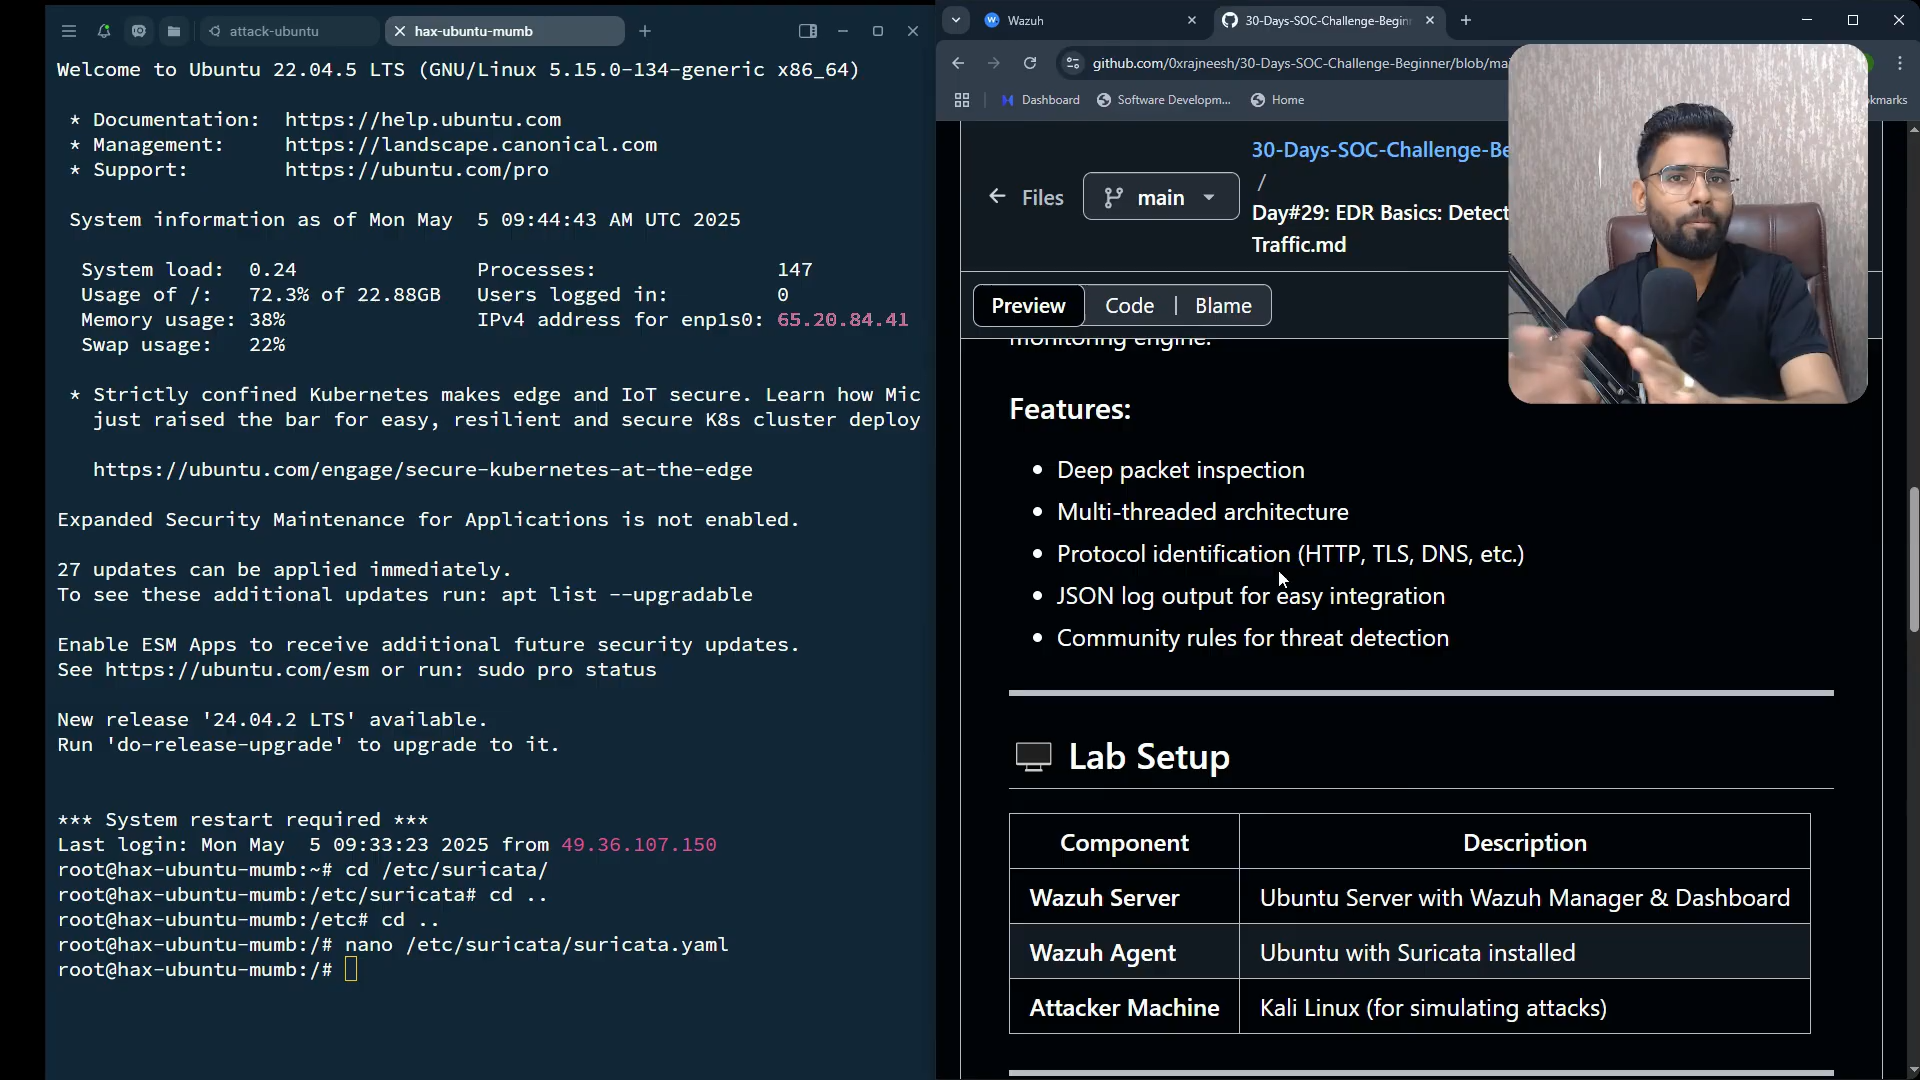 attack-ubuntu
hax-ubuntu-mumb
Welcome to Ubuntu 22.04.5 LTS (GNU/Linux 5.15.0-134-generic x86_64)
* Documentation: https://help.ubuntu.com
* Management: https://landscape.canonical.com
* Support: https://ubuntu.com/pro
System information as of Mon May 5 09:44:43 AM UTC 2025
System load: 0.24 Processes: 147
Usage of /: 72.3% of 22.88GB Users logged in: 0
Memory usage: 38% IPv4 address for enp1s0: 65.20.84.41
Swap usage: 22%
* Strictly confined Kubernetes makes edge and IoT secure. Learn how Mic
just raised the bar for easy, resilient and secure K8s cluster deploy
https://ubuntu.com/engage/secure-kubernetes-at-the-edge
Expanded Security Maintenance for Applications is not enabled.
27 updates can be applied immediately.
To see these additional updates run: apt list --upgradable
Enable ESM Apps to receive additional future security updates.
See https://ubuntu.com/esm or run: sudo pro status
New release '24.04.2 LTS' available.
Run 'do-release-upgrade' to upgrade to it.
*** System restart required ***
Last login: Mon May 5 09:33:23 2025 from 49.36.107.150
root@hax-ubuntu-mumb:~# cd /etc/suricata/
root@hax-ubuntu-mumb:/etc/suricata# cd ..
root@hax-ubuntu-mumb:/etc# cd ..
root@hax-ubuntu-mumb:/# nano /etc/suricata/suricata.yaml
root@hax-ubuntu-mumb:/#
Wazuh
30-Days-SOC-Challenge-Beginn
github.com/0xrajneesh/30-Days-SOC-Challenge-Beginner/blob/ma
Dashboard
Software Developm...
Home
kmarks
30-Days-SOC-Challenge-Be
/
Files
main
Day#29: EDR Basics: Detect
Traffic.md
Preview
Code
Blame
monitoring engine.
Features:
• Deep packet inspection
• Multi-threaded architecture
• Protocol identification (HTTP, TLS, DNS, etc.)
• JSON log output for easy integration
• Community rules for threat detection
Lab Setup
Component Description
Wazuh Server Ubuntu Server with Wazuh Manager & Dashboard
Wazuh Agent Ubuntu with Suricata installed
Attacker Machine Kali Linux (for simulating attacks)